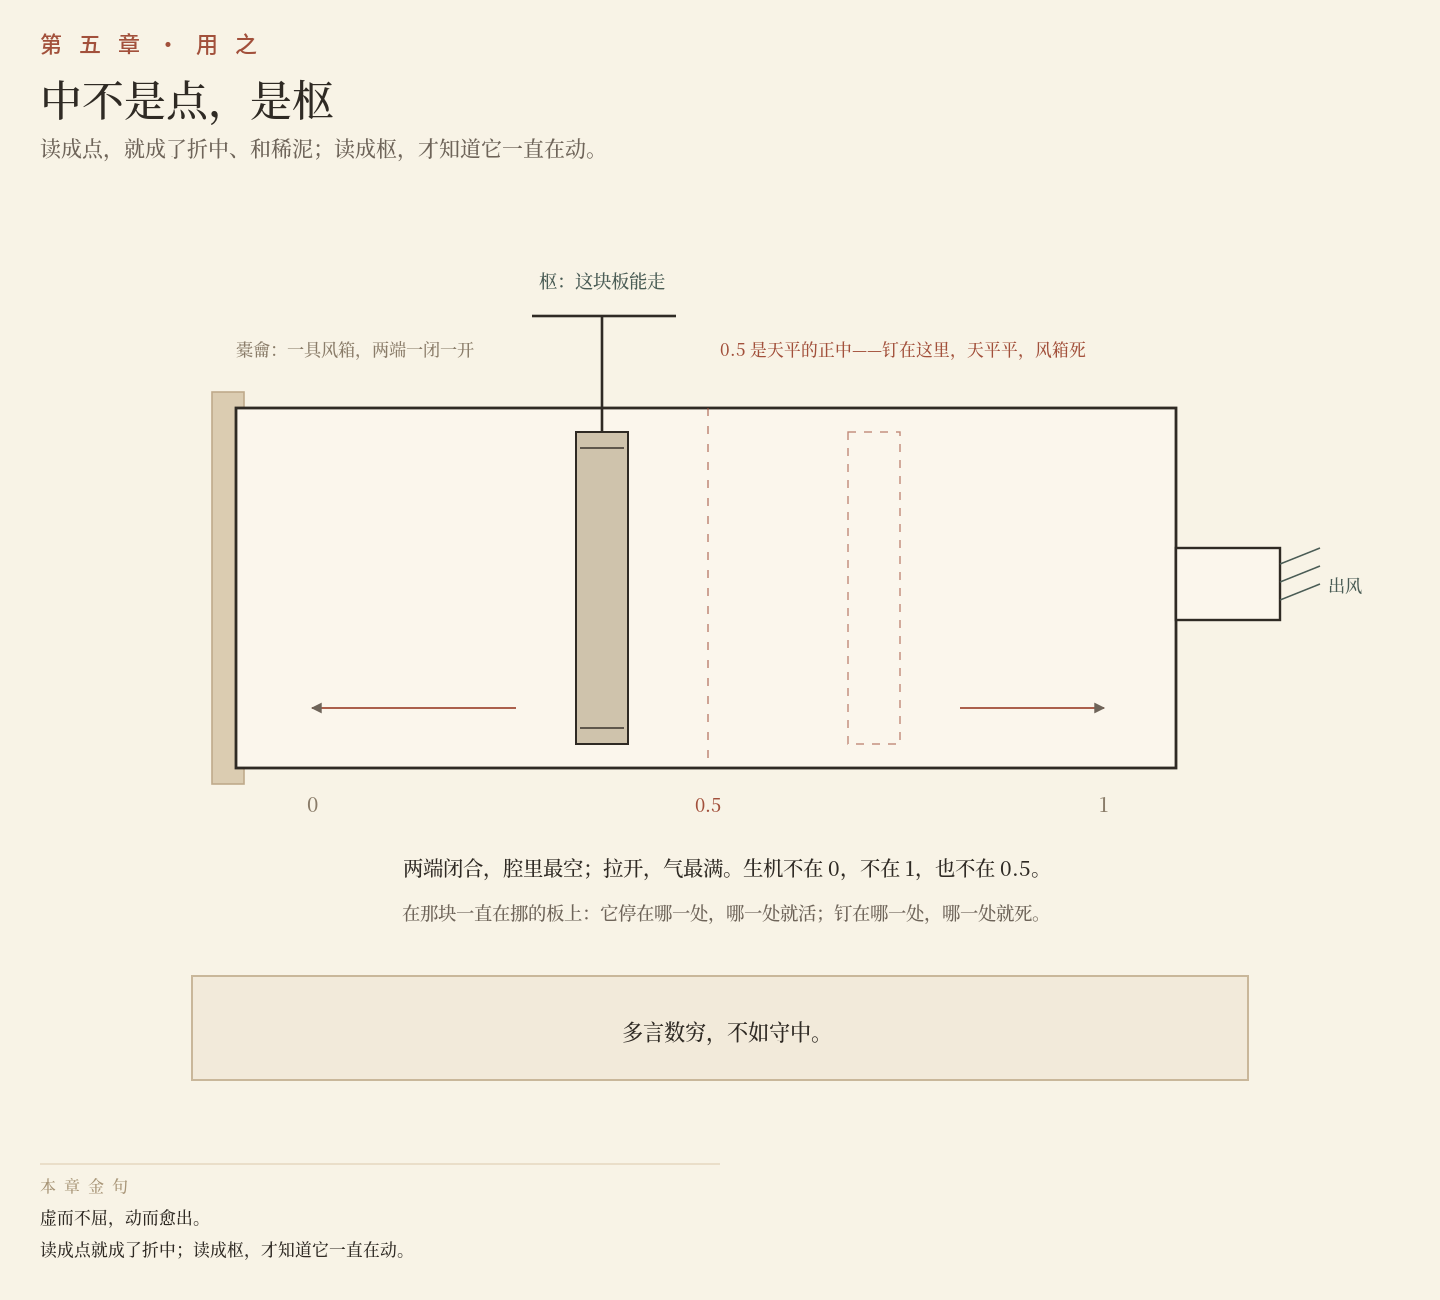 第五章·用之
中不是点，是枢
读成点，就成了折中、和稀泥；读成枢，才知道它一直在动。
枢：这块板能走
橐龠：一具风箱，两端一闭一开
0.5 是天平的正中——钉在这里，天平平，风箱死
出风
0
0.5
1
两端闭合，腔里最空；拉开，气最满。生机不在 0，不在 1，也不在 0.5。
在那块一直在挪的板上：它停在哪一处，哪一处就活；钉在哪一处，哪一处就死。
多言数穷，不如守中。
本章金句
虚而不屈，动而愈出。
读成点就成了折中；读成枢，才知道它一直在动。